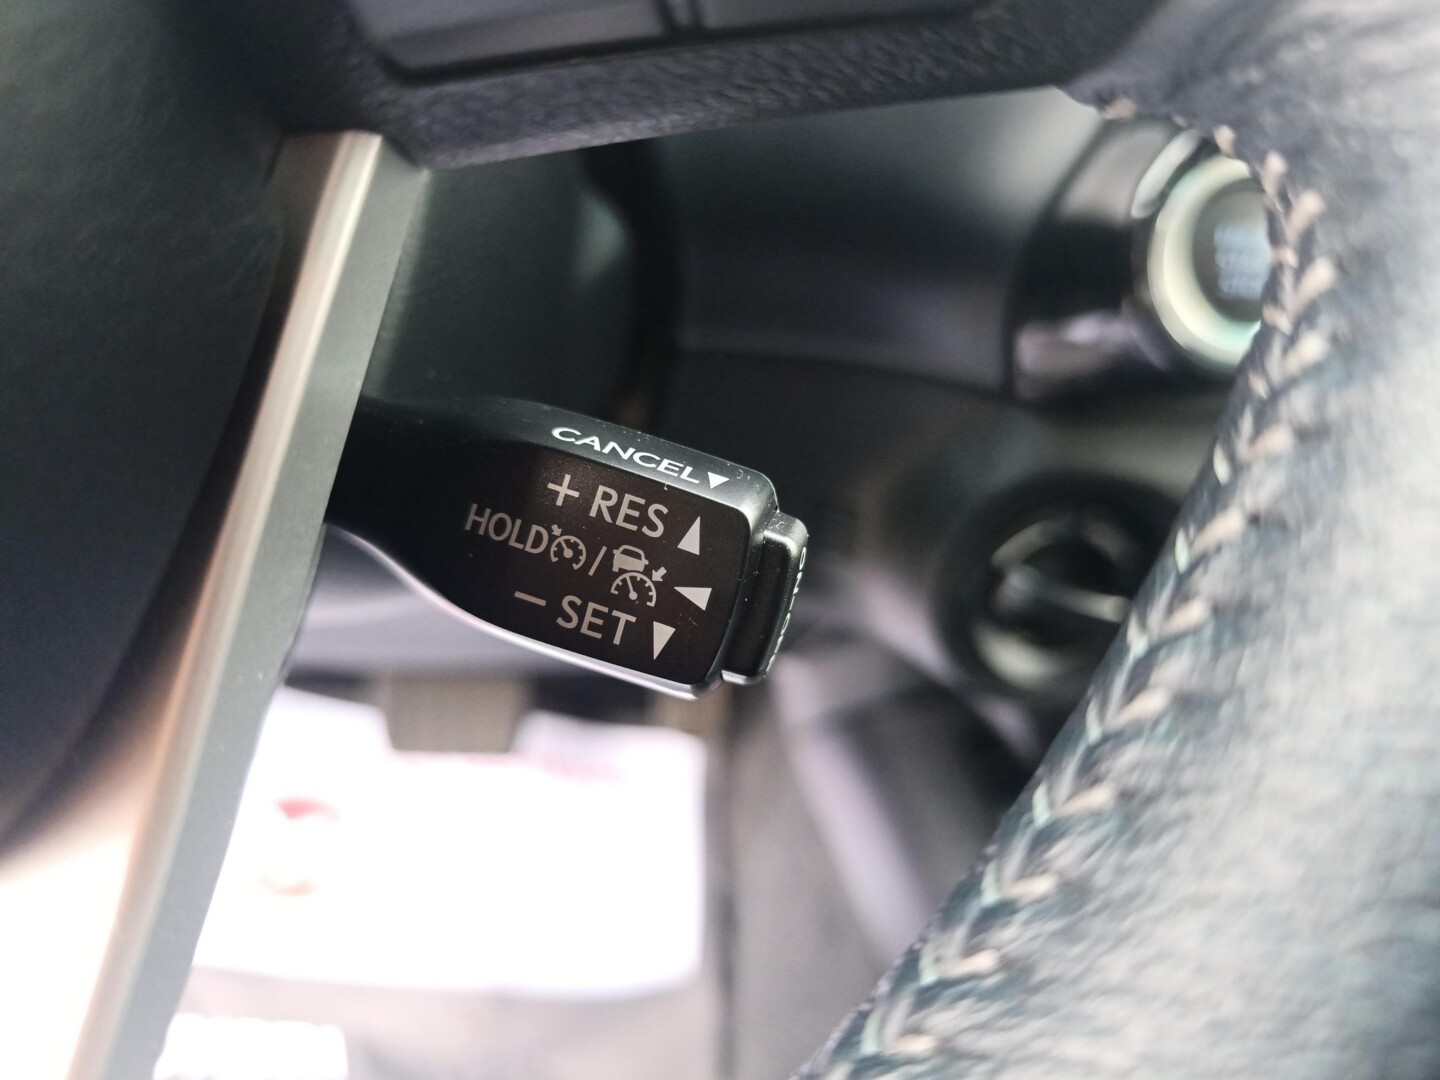 CANCEL▼
+ RES ▲
HOLD / ◄
− SET ▼